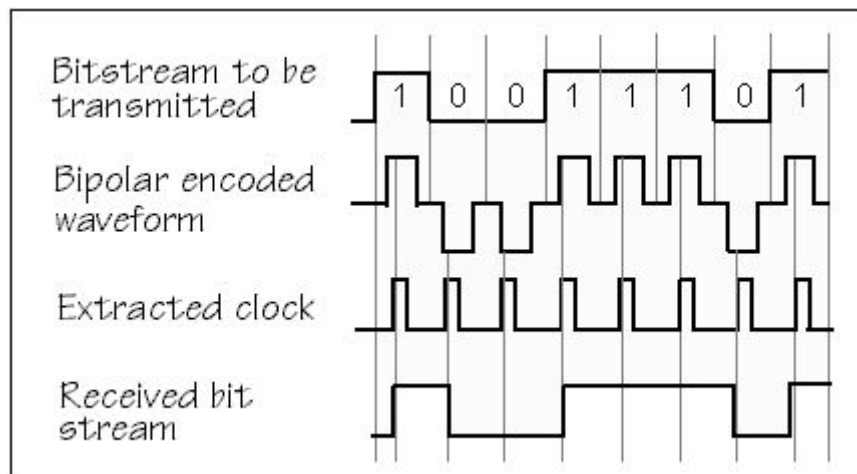 Bitstream to be
transmitted
1 0 0 1 1 1 0 1
Bipolar encoded
waveform
Extracted clock
Received bit
stream